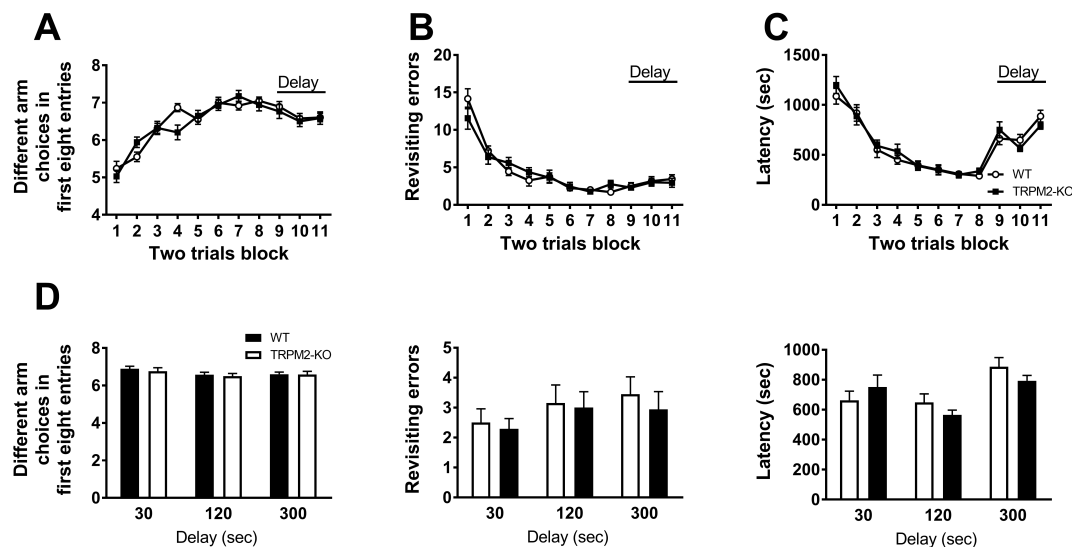 A
Different arm
choices in
first eight entries
8
7
6
5
4
Delay
1 2 3 4 5 6 7 8 9 10 11
Two trials block
B
Revisiting errors
20
15
10
5
0
Delay
1 2 3 4 5 6 7 8 9 10 11
Two trials block
C
Latency (sec)
1500
1000
500
0
Delay
WT
TRPM2-KO
1 2 3 4 5 6 7 8 9 10 11
Two trials block
D
Different arm
choices in
first eight entries
8
6
4
2
0
WT
TRPM2-KO
30 120 300
Delay (sec)
Revisiting errors
5
4
3
2
1
0
30 120 300
Delay (sec)
Latency (sec)
1000
800
600
400
200
0
30 120 300
Delay (sec)